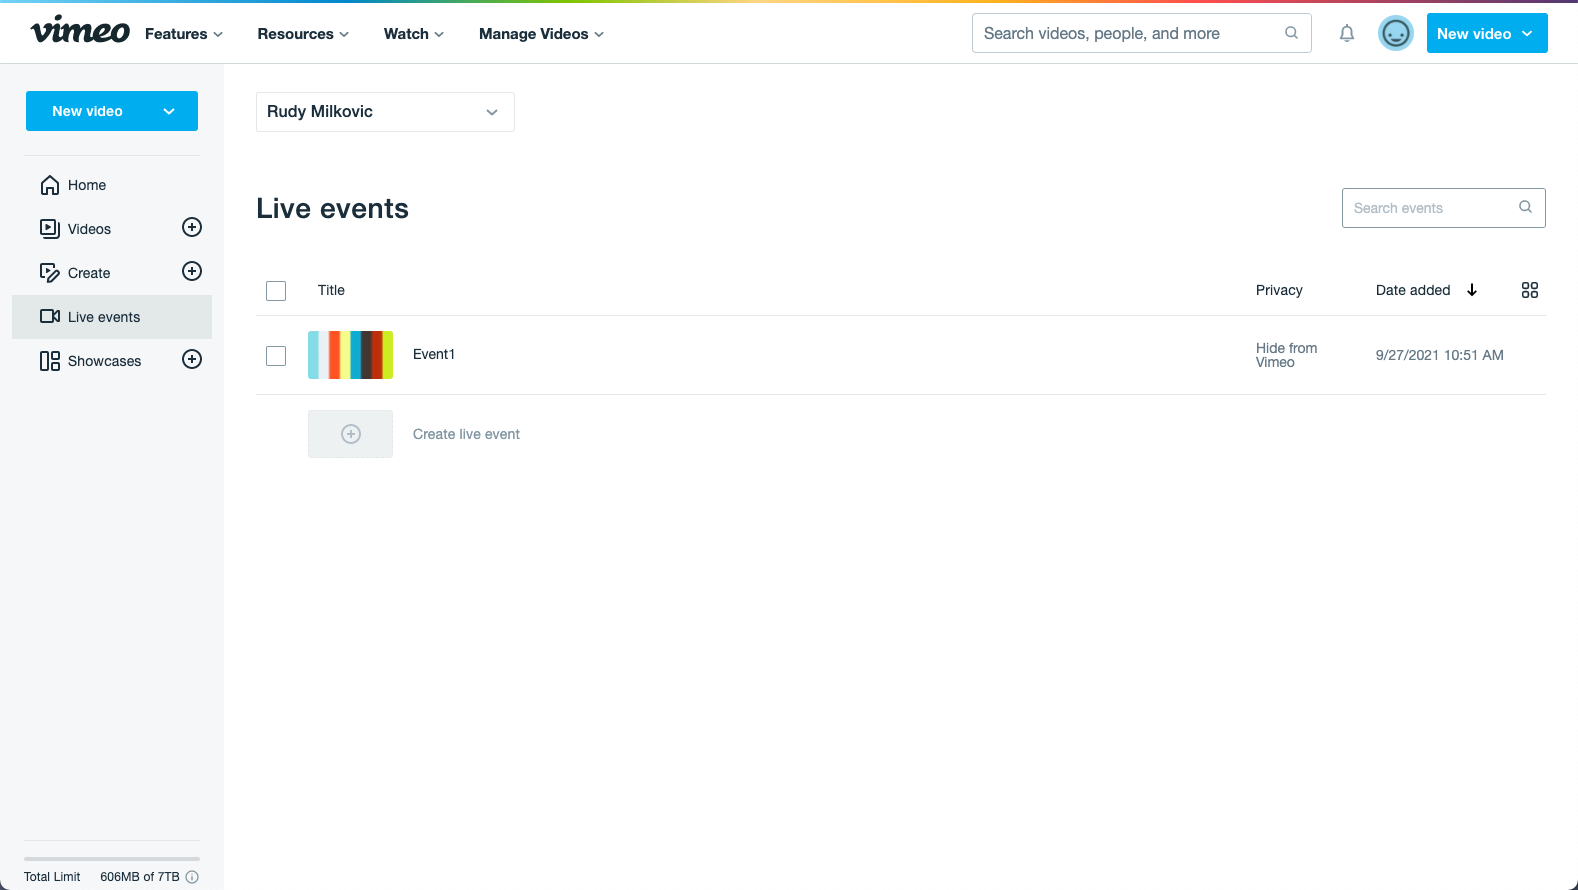 vimeo Features Resources Watch Manage Videos Search videos, people, and more New video
New video
Rudy Milkovic
Home
Videos
Create
Live events
Showcases
Live events
Search events
Title Privacy Date added
Event1 Hide from Vimeo 9/27/2021 10:51 AM
Create live event
Total Limit 606MB of 7TB